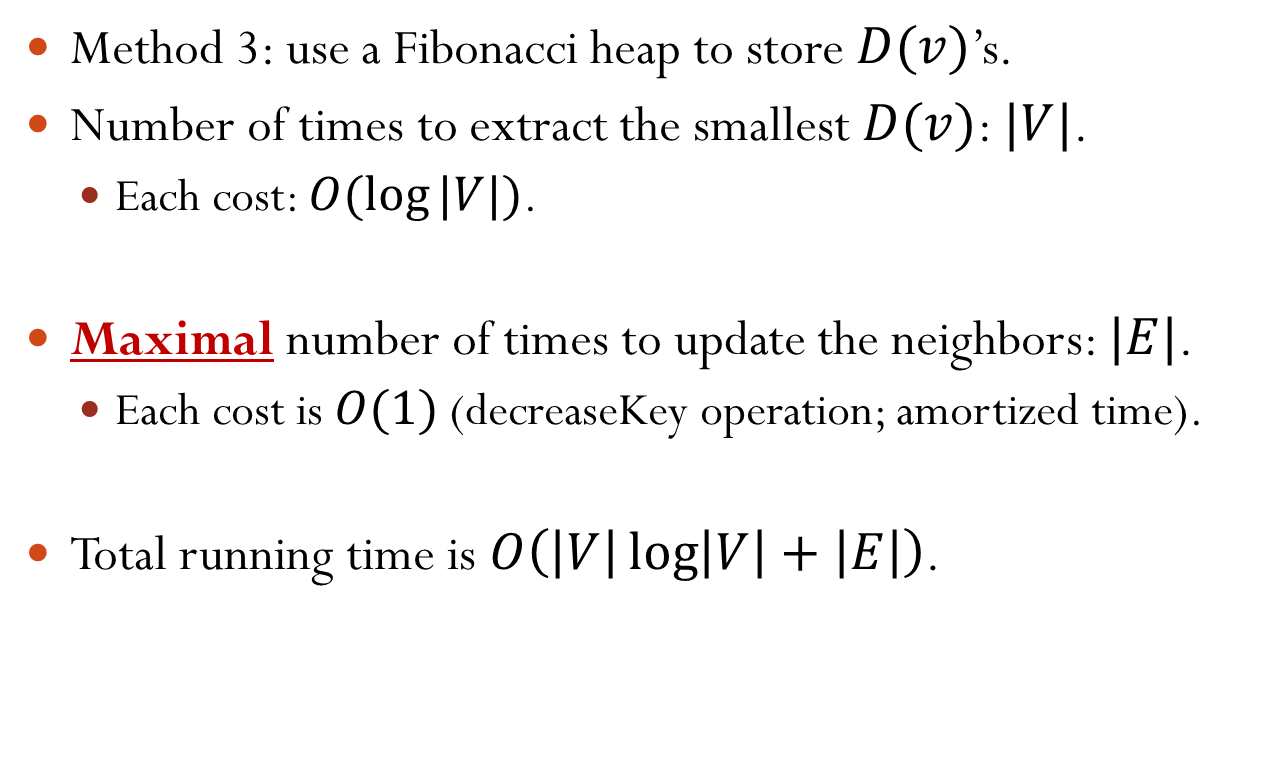 • Method 3: use a Fibonacci heap to store D(v)’s.
• Number of times to extract the smallest D(v): |V|.
• Each cost: O(log |V|).
• Maximal number of times to update the neighbors: |E|.
• Each cost is O(1) (decreaseKey operation; amortized time).
• Total running time is O(|V| log|V| + |E|).